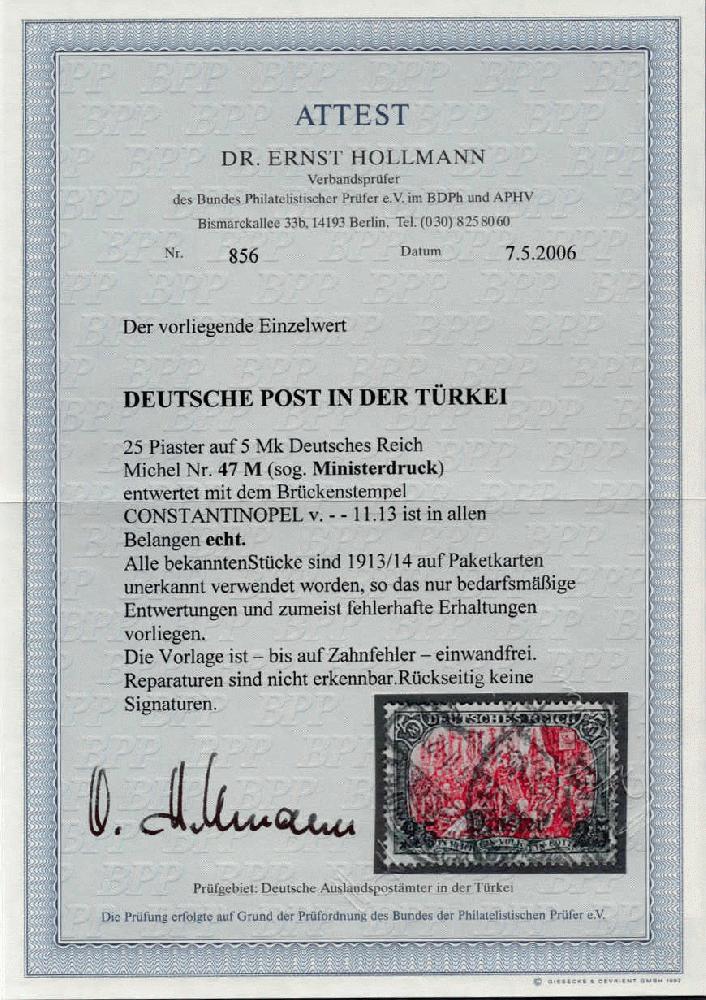 ATTEST
DR. ERNST HOLLMANN
Verbandsprüfer
des Bundes Philatelistischer Prüfer e.V. im BDPh und APHV
Bismarckallee 33b, 14193 Berlin, Tel. (030) 825 80 60
Nr. 856 Datum 7.5.2006
Der vorliegende Einzelwert
DEUTSCHE POST IN DER TÜRKEI
25 Piaster auf 5 Mk Deutsches Reich
Michel Nr. 47 M (sog. Ministerdruck)
entwertet mit dem Brückenstempel
CONSTANTINOPEL v. - - 11.13 ist in allen
Belangen echt.
Alle bekanntenStücke sind 1913/14 auf Paketkarten
unerkannt verwendet worden, so das nur bedarfsmäßige
Entwertungen und zumeist fehlerhafte Erhaltungen
vorliegen.
Die Vorlage ist – bis auf Zahnfehler – einwandfrei.
Reparaturen sind nicht erkennbar.Rückseitig keine
Signaturen.
DEUTSCHES REICH
25 Piaster 25
Prüfgebiet: Deutsche Auslandspostämter in der Türkei
Die Prüfung erfolgte auf Grund der Prüfordnung des Bundes der Philatelistischen Prüfer e.V.
© GIESECKE & DEVRIENT GMBH